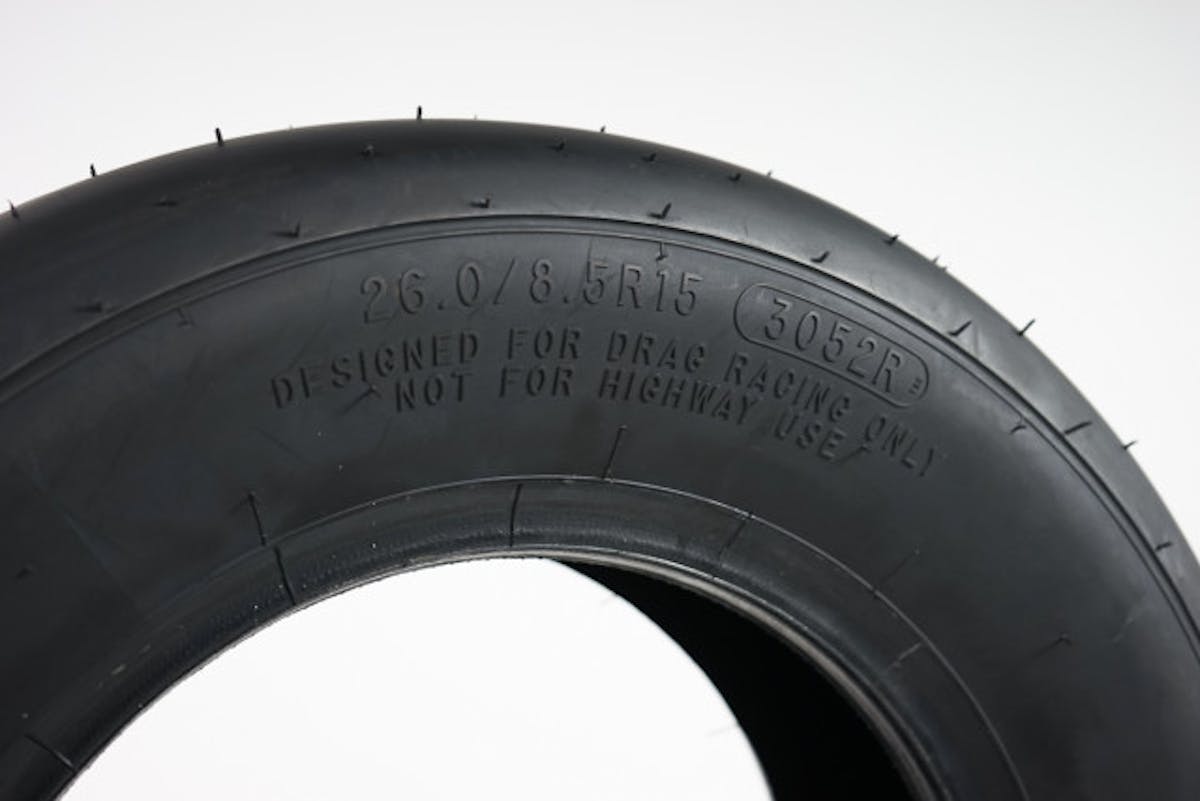 26.0/8.5R15 3052R
DESIGNED FOR DRAG RACING ONLY
NOT FOR HIGHWAY USE